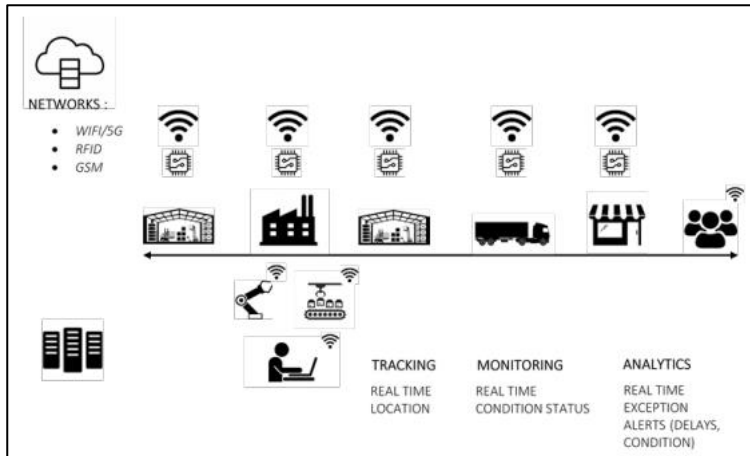 NETWORKS :
• WIFI/5G
• RFID
• GSM
TRACKING
REAL TIME
LOCATION
MONITORING
REAL TIME
CONDITION STATUS
ANALYTICS
REAL TIME
EXCEPTION
ALERTS (DELAYS,
CONDITION)